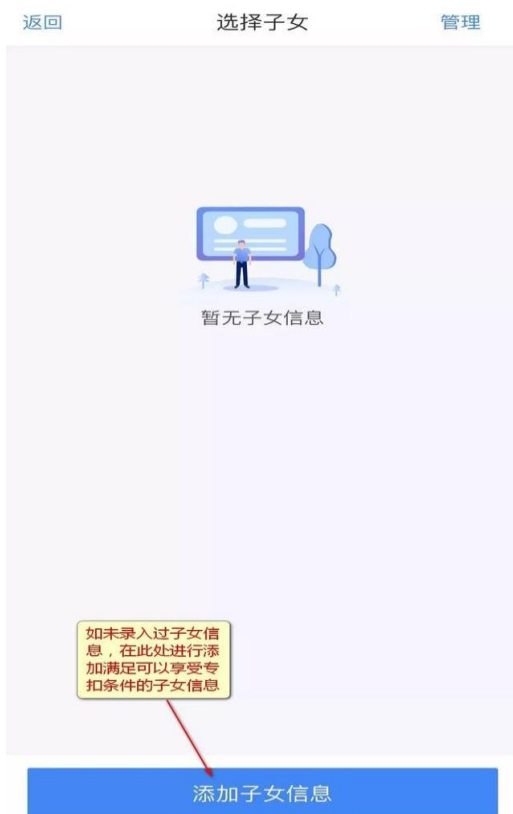 返回 选择子女 管理
暂无子女信息
如未录入过子女信
息，在此处进行添
加满足可以享受专
扣条件的子女信息
添加子女信息